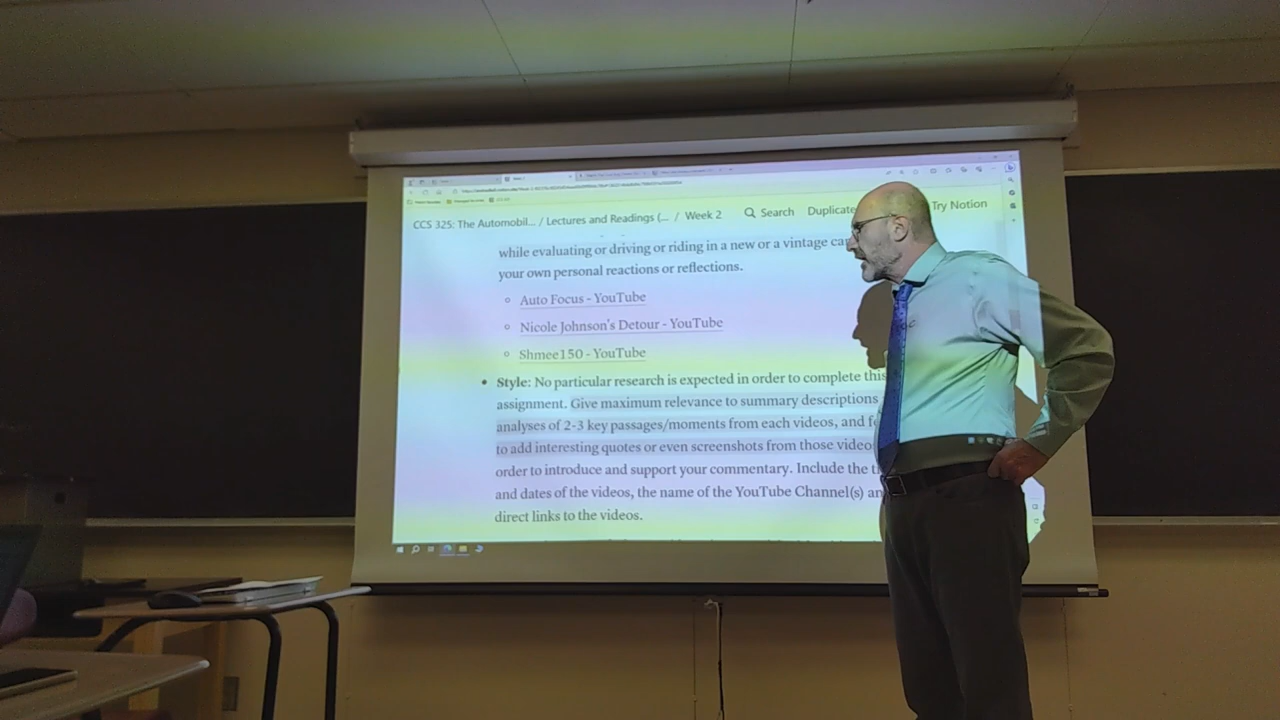 CCS 325: The Automobil... / Lectures and Readings (... / Week 2
Search
Duplicate
Try Notion
while evaluating or driving or riding in a new or a vintage
your own personal reactions or reflections.
Auto Focus - YouTube
Nicole Johnson's Detour - YouTube
Shmee150 - YouTube
Style: No particular research is expected in order to complete this
assignment. Give maximum relevance to summary descriptions
analyses of 2-3 key passages/moments from each videos, and
to add interesting quotes or even screenshots from those
order to introduce and support your commentary. Include the
and dates of the videos, the name of the YouTube Channel(s)
direct links to the videos.